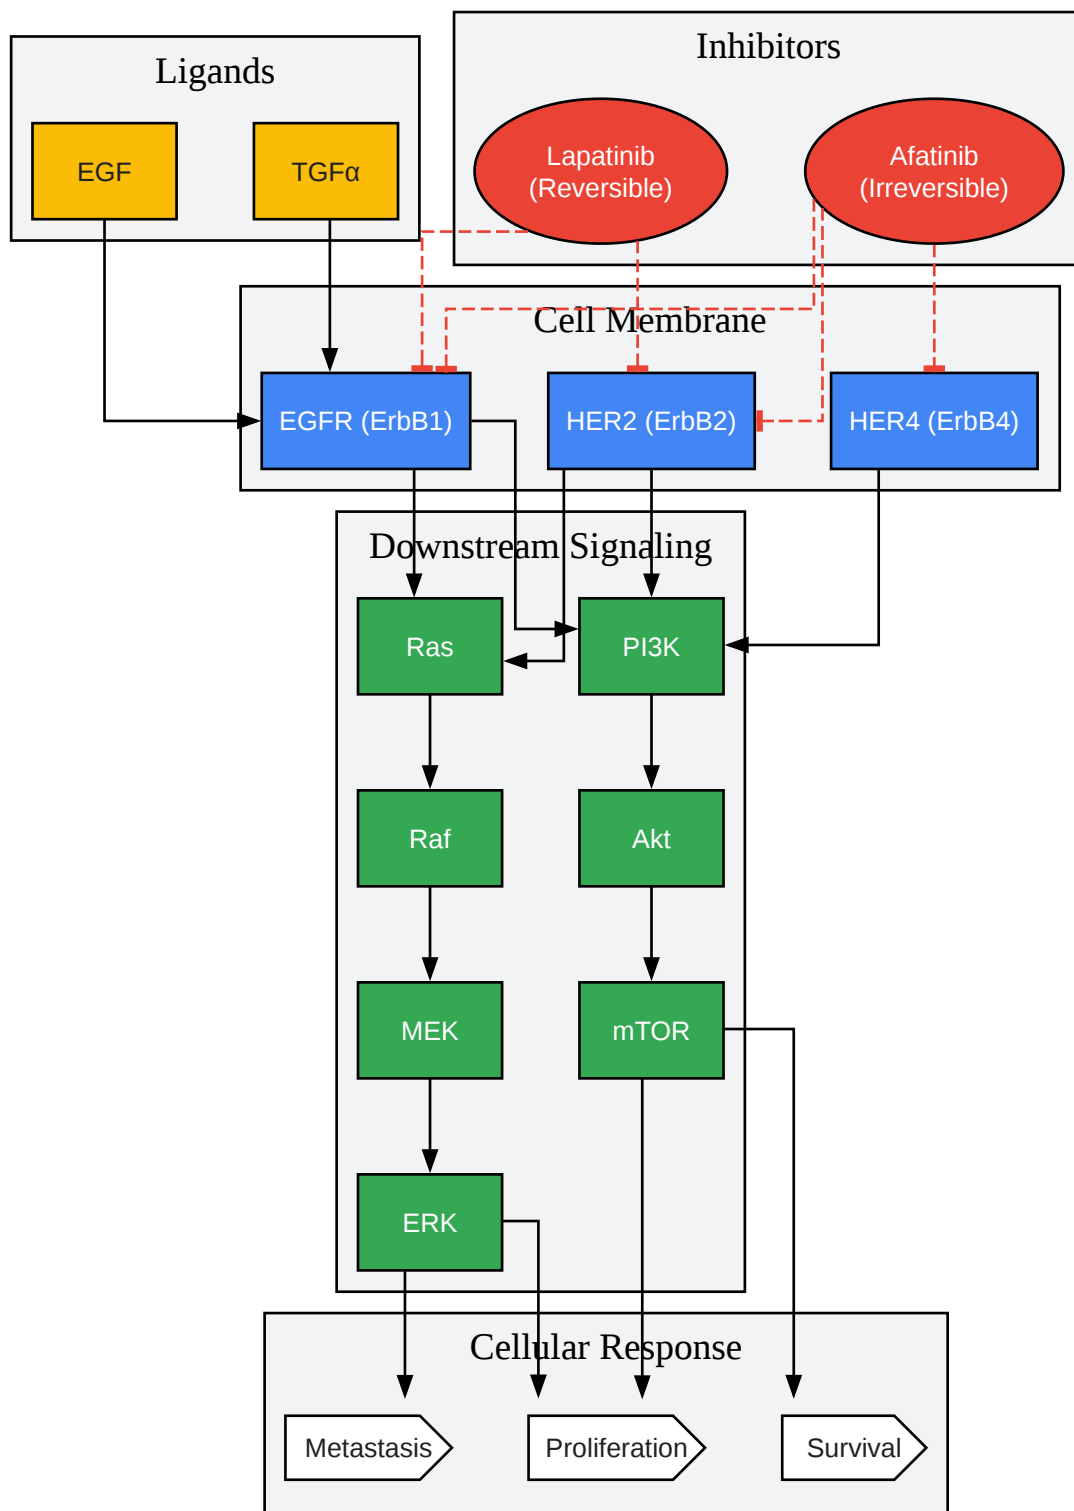 Ligands
Inhibitors
EGF
TGFα
Lapatinib
(Reversible)
Afatinib
(Irreversible)
Cell Membrane
EGFR (ErbB1)
HER2 (ErbB2)
HER4 (ErbB4)
Downstream Signaling
Ras
PI3K
Raf
Akt
MEK
mTOR
ERK
Cellular Response
Metastasis
Proliferation
Survival